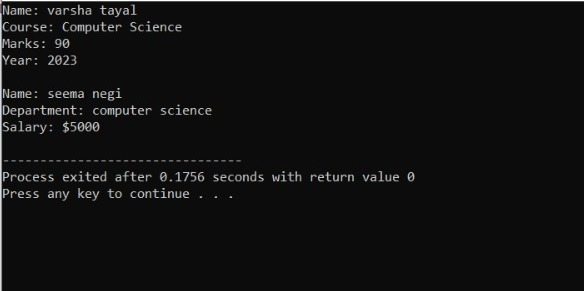 Name: varsha tayal
Course: Computer Science
Marks: 90
Year: 2023
Name: seema negi
Department: computer science
Salary: $5000
--------------------------------
Process exited after 0.1756 seconds with return value 0
Press any key to continue . . .